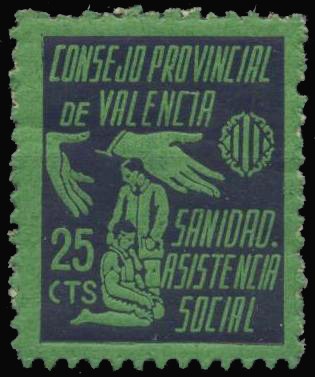 CONSEJO PROVINCIAL
DE VALENCIA
25
CTS
SANIDAD.
ASISTENCIA
SOCIAL